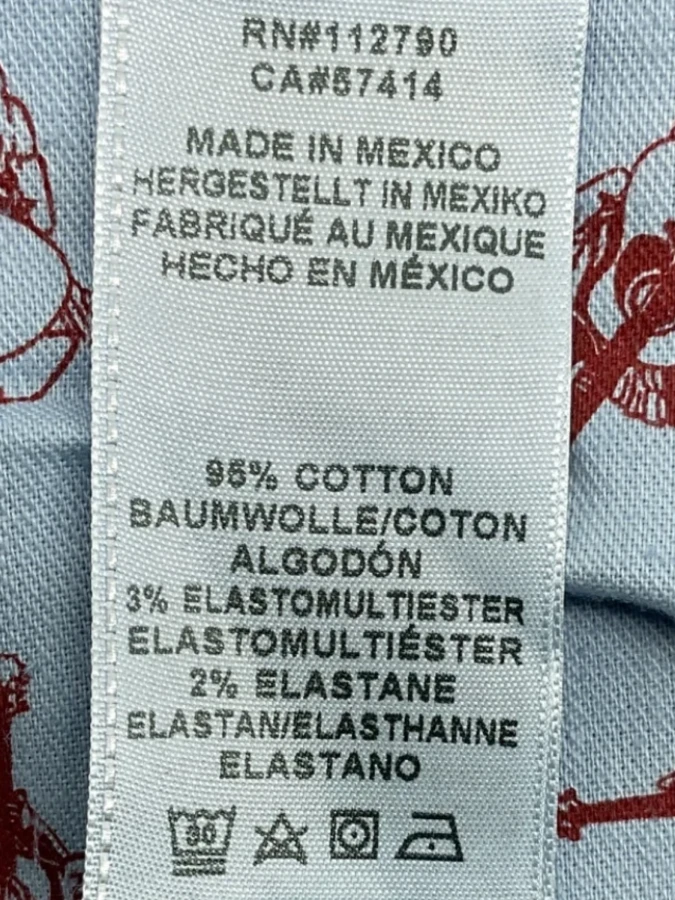 RN#112790
CA#57414
MADE IN MEXICO
HERGESTELLT IN MEXIKO
FABRIQUÉ AU MEXIQUE
HECHO EN MÉXICO
95% COTTON
BAUMWOLLE/COTON
ALGODÓN
3% ELASTOMULTIESTER
ELASTOMULTIÉSTER
2% ELASTANE
ELASTAN/ELASTHANNE
ELASTANO
30